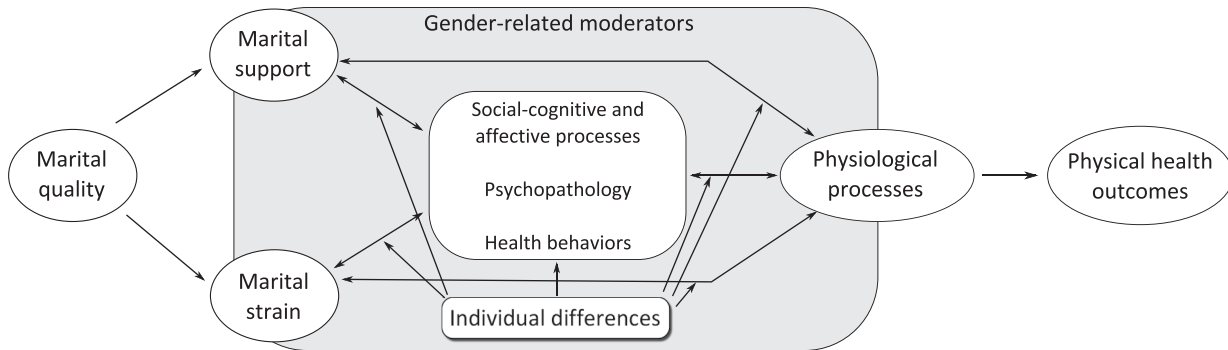 Gender-related moderators
Marital
support
Social-cognitive and
affective processes
Marital
quality
Psychopathology
Physiological
processes
Physical health
outcomes
Health behaviors
Marital
strain
Individual differences